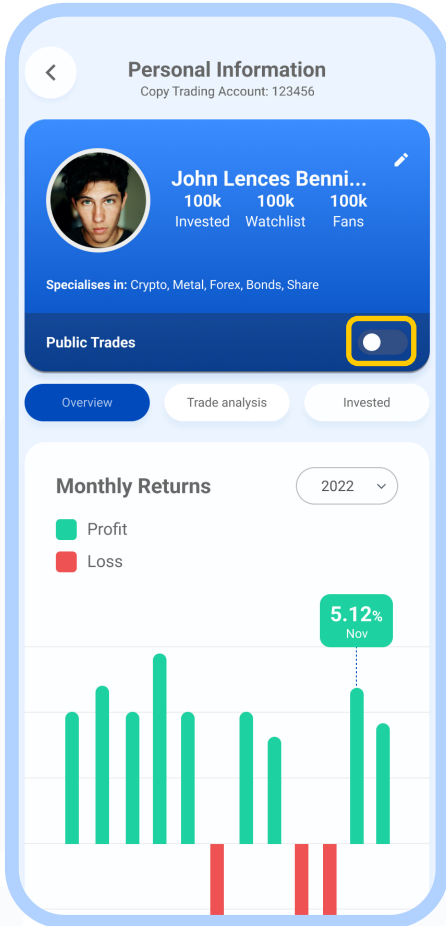 Personal Information
Copy Trading Account: 123456
John Lences Benni...
100k 100k 100k
Invested Watchlist Fans
Specialises in: Crypto, Metal, Forex, Bonds, Share
Public Trades
Overview Trade analysis Invested
Monthly Returns 2022
Profit
Loss
5.12%
Nov